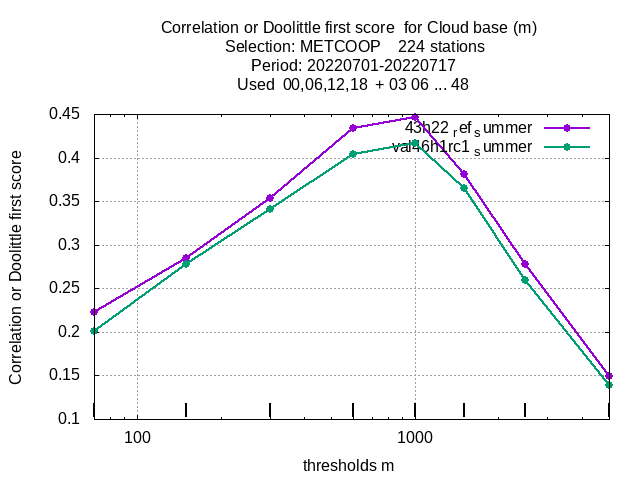 Correlation or Doolittle first score  for Cloud base (m)
Selection: METCOOP    224 stations
Period: 20220701-20220717
Used  00,06,12,18  + 03 06 ... 48
0.45
0.4
0.35
0.3
0.25
0.2
0.15
0.1
Correlation or Doolittle first score
43h22 ref summer
val46h1rc1 summer
100
1000
thresholds m